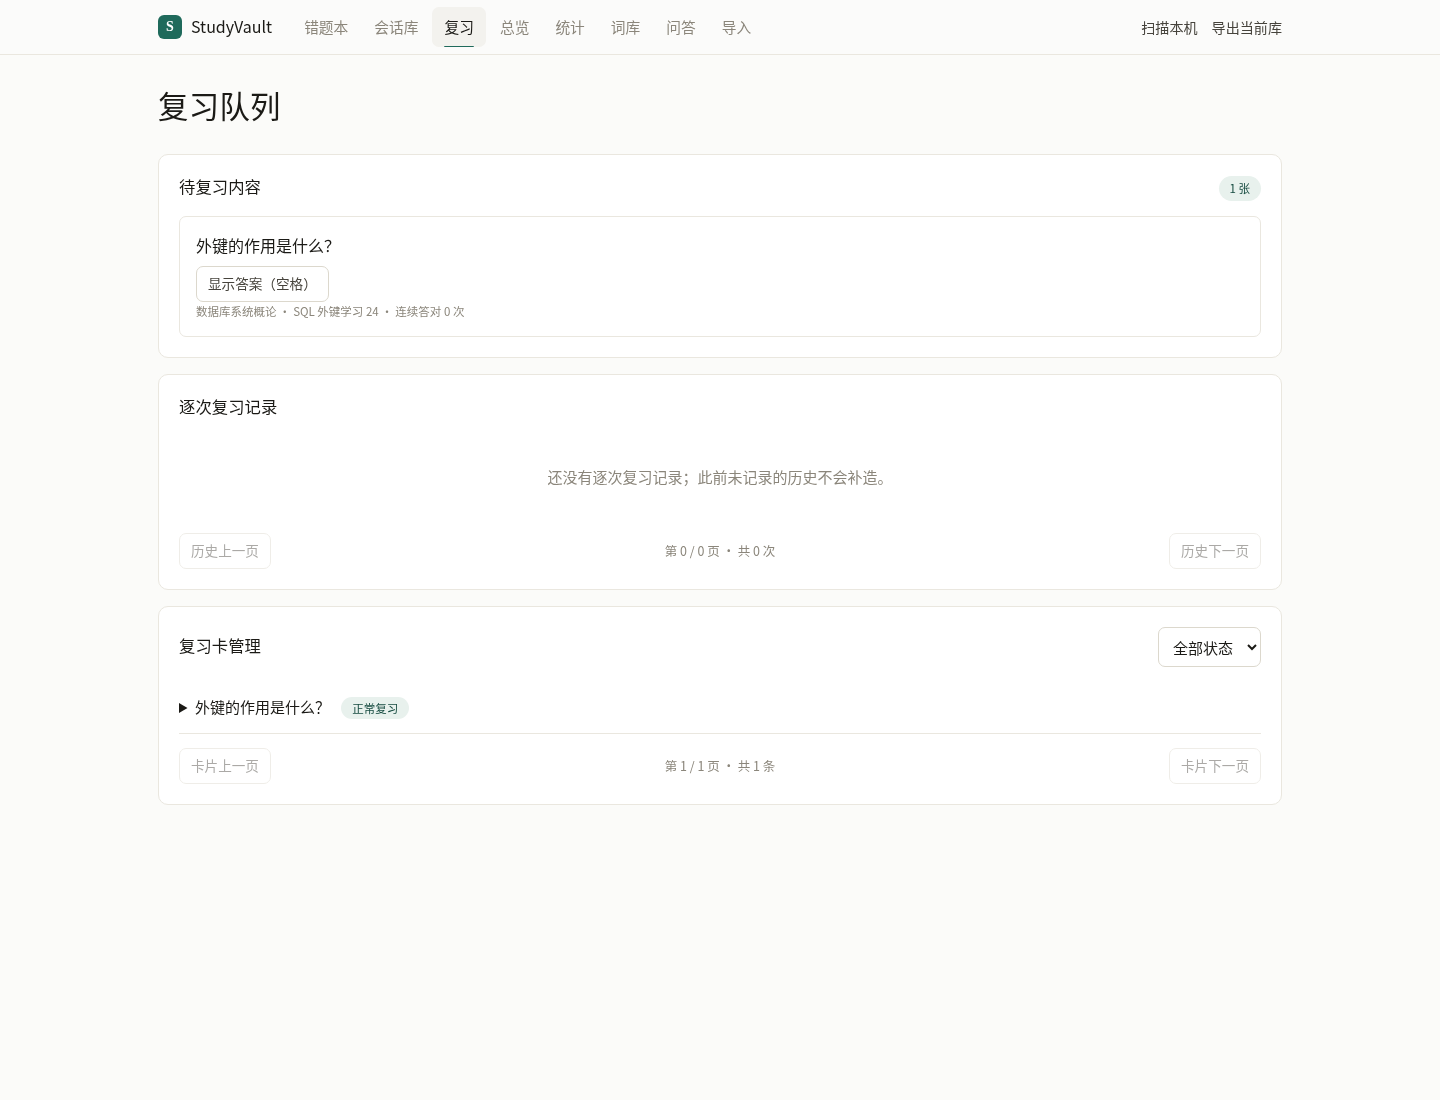 S StudyVault 错题本 会话库 复习 总览 统计 词库 问答 导入 扫描本机 导出当前库
复习队列
待复习内容 1 张
外键的作用是什么？
显示答案（空格）
数据库系统概论 · SQL 外键学习 24 · 连续答对 0 次
逐次复习记录
还没有逐次复习记录；此前未记录的历史不会补造。
历史上一页 第 0 / 0 页 · 共 0 次 历史下一页
复习卡管理 全部状态
外键的作用是什么？ 正常复习
卡片上一页 第 1 / 1 页 · 共 1 条 卡片下一页